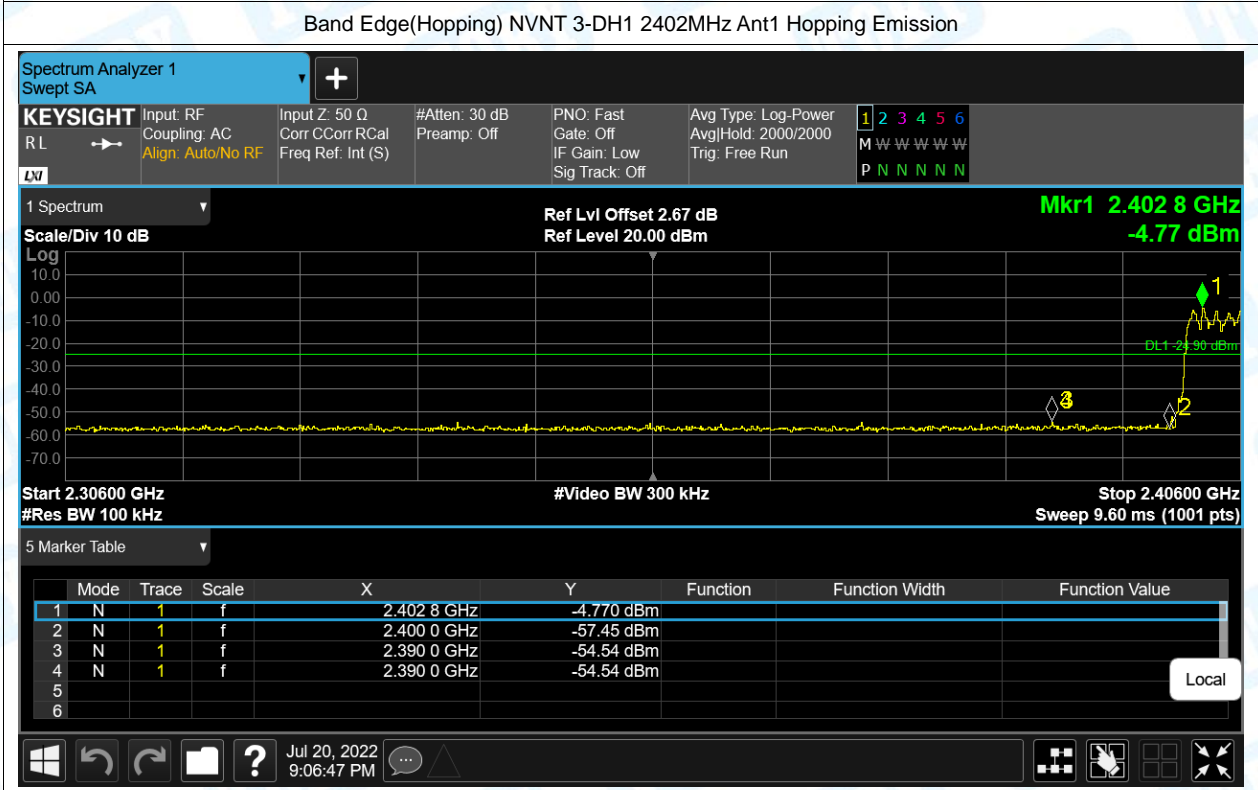 Band Edge(Hopping) NVNT 3-DH1 2402MHz Ant1 Hopping Emission
Spectrum Analyzer 1
Swept SA
+
KEYSIGHT
R L
LXI
Input: RF
Coupling: AC
Align: Auto/No RF
Input Z: 50 Ω
Corr CCorr RCal
Freq Ref: Int (S)
#Atten: 30 dB
Preamp: Off
PNO: Fast
Gate: Off
IF Gain: Low
Sig Track: Off
Avg Type: Log-Power
Avg|Hold: 2000/2000
Trig: Free Run
1 2 3 4 5 6
M W W W W W
P N N N N N
1 Spectrum
Scale/Div 10 dB
Ref Lvl Offset 2.67 dB
Ref Level 20.00 dBm
Mkr1 2.402 8 GHz
-4.77 dBm
Log
10.0
0.00
-10.0
-20.0
-30.0
-40.0
-50.0
-60.0
-70.0
1
DL1 -24.90 dBm
2
Start 2.30600 GHz
#Res BW 100 kHz
#Video BW 300 kHz
Stop 2.40600 GHz
Sweep 9.60 ms (1001 pts)
5 Marker Table
Mode Trace Scale X Y Function Function Width Function Value
1 N 1 f 2.402 8 GHz -4.770 dBm
2 N 1 f 2.400 0 GHz -57.45 dBm
3 N 1 f 2.390 0 GHz -54.54 dBm
4 N 1 f 2.390 0 GHz -54.54 dBm
5
6
Local
?
Jul 20, 2022
9:06:47 PM